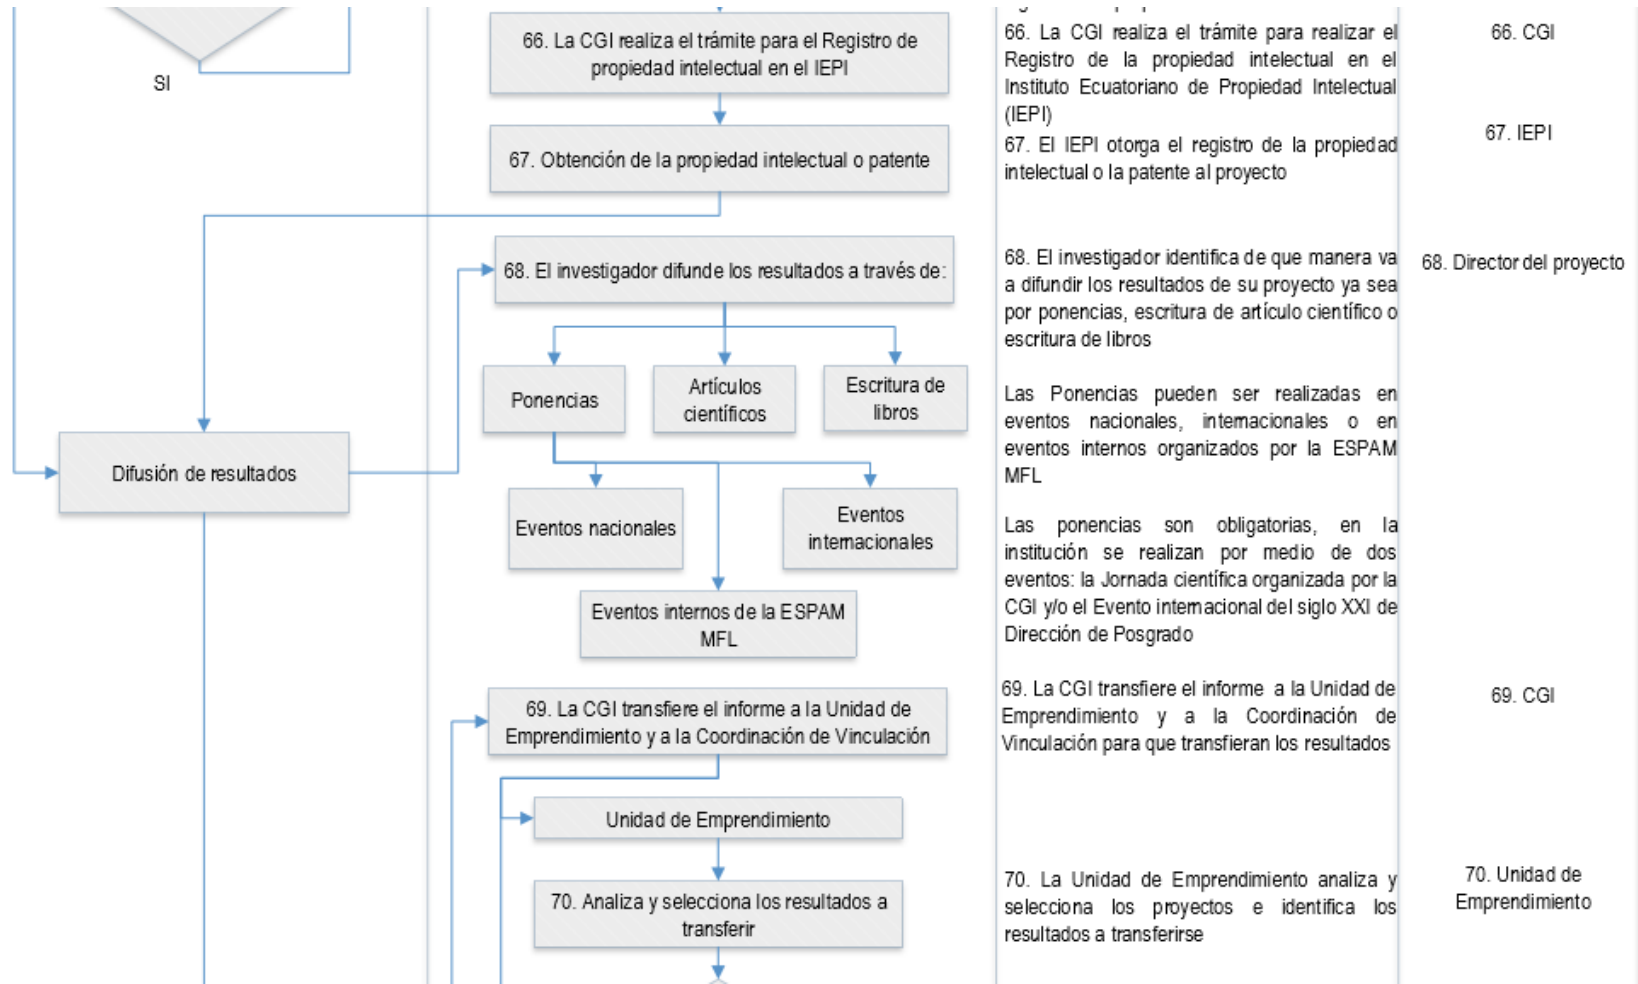 SI
66. La CGI realiza el trámite para el Registro de
propiedad intelectual en el IEPI
67. Obtención de la propiedad intelectual o patente
68. El investigador difunde los resultados a través de:
Ponencias
Artículos
científicos
Escritura de
libros
Difusión de resultados
Eventos nacionales
Eventos
internacionales
Eventos internos de la ESPAM
MFL
69. La CGI transfiere el informe a la Unidad de
Emprendimiento y a la Coordinación de Vinculación
Unidad de Emprendimiento
70. Analiza y selecciona los resultados a
transferir
66. La CGI realiza el trámite para realizar el
Registro de la propiedad intelectual en el
Instituto Ecuatoriano de Propiedad Intelectual
(IEPI)
67. El IEPI otorga el registro de la propiedad
intelectual o la patente al proyecto
68. El investigador identifica de que manera va
a difundir los resultados de su proyecto ya sea
por ponencias, escritura de artículo científico o
escritura de libros
Las Ponencias pueden ser realizadas en
eventos nacionales, internacionales o en
eventos internos organizados por la ESPAM
MFL
Las ponencias son obligatorias, en la
institución se realizan por medio de dos
eventos: la Jornada científica organizada por la
CGI y/o el Evento internacional del siglo XXI de
Dirección de Posgrado
69. La CGI transfiere el informe a la Unidad de
Emprendimiento y a la Coordinación de
Vinculación para que transfieran los resultados
70. La Unidad de Emprendimiento analiza y
selecciona los proyectos e identifica los
resultados a transferirse
66. CGI
67. IEPI
68. Director del proyecto
69. CGI
70. Unidad de
Emprendimiento